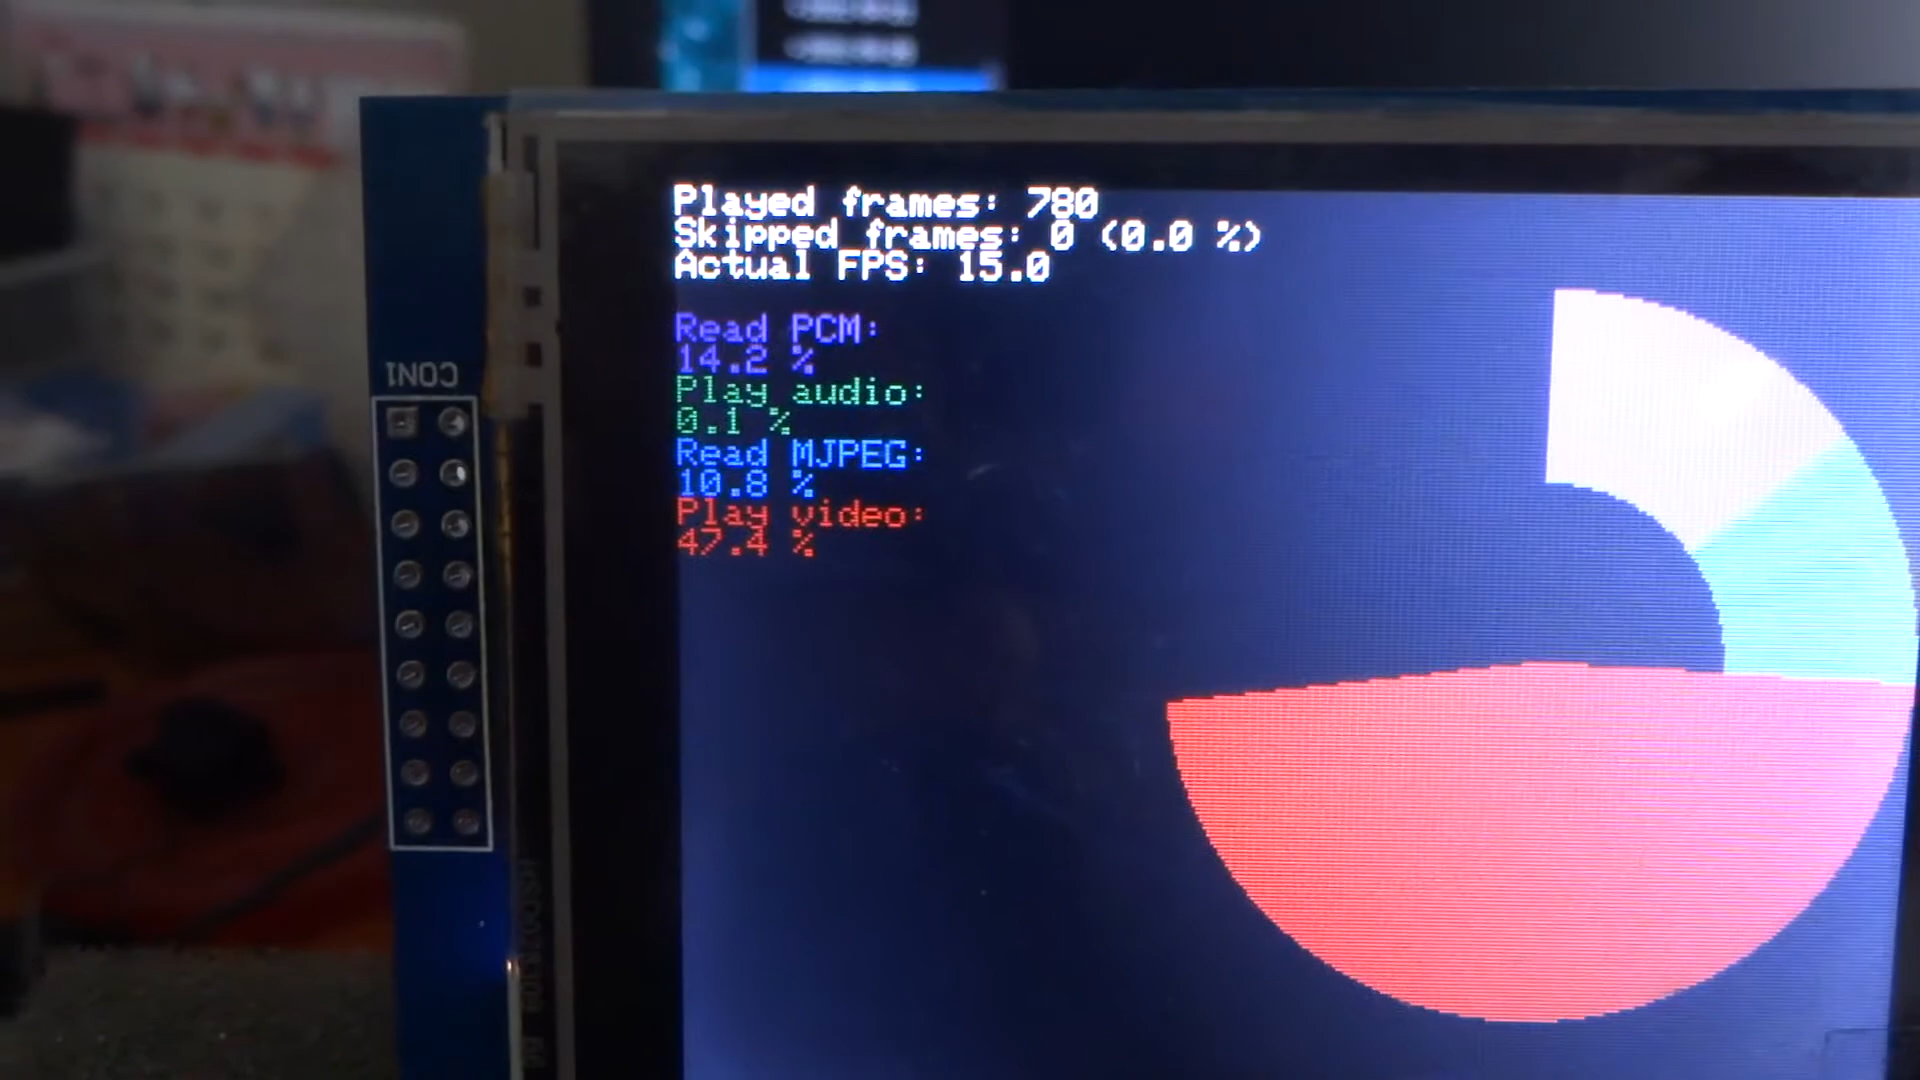 Played frames: 780
Skipped frames: 0 (0.0 %)
Actual FPS: 15.0
Read PCM:
14.2 %
Play audio:
0.1 %
Read MJPEG:
10.8 %
Play video:
47.4 %
CON1